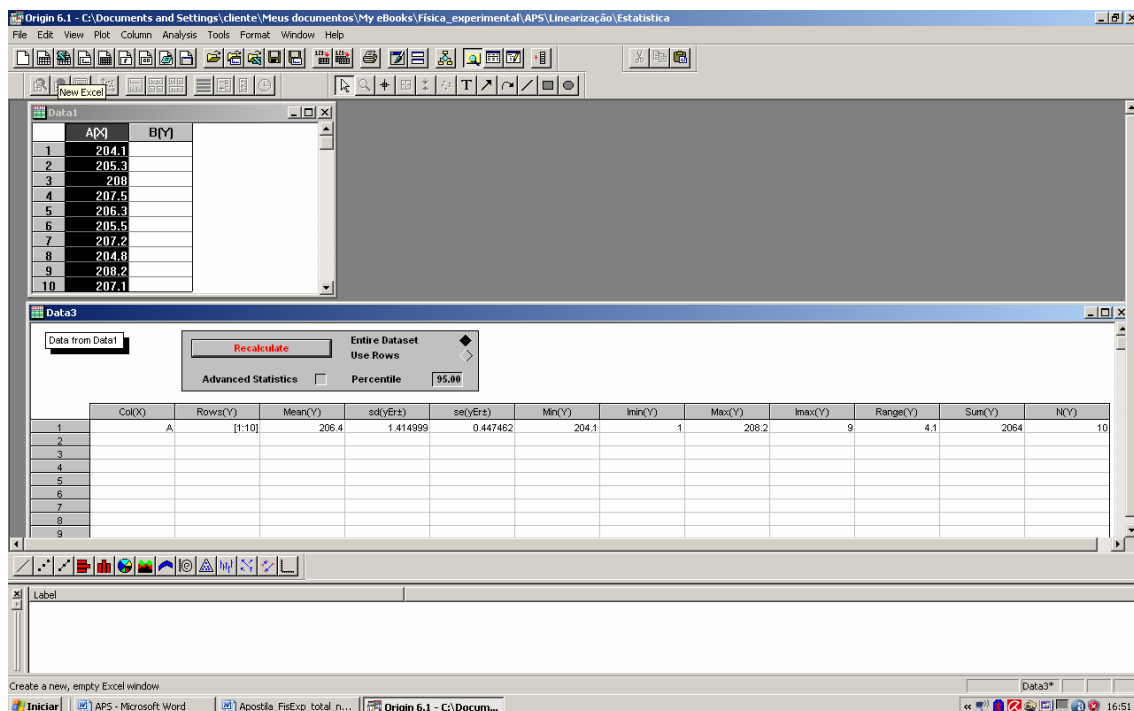 Origin 6.1 - C:\Documents and Settings\cliente\Meus documentos\My eBooks\Física_experimental\APS\Linearização\Estatistica
File Edit View Plot Column Analysis Tools Format Window Help
New Excel
Data1
A(X) B(Y)
1 204.1
2 205.3
3 208
4 207.5
5 206.3
6 205.5
7 207.2
8 204.8
9 208.2
10 207.1
Data3
Data from Data1
Recalculate
Entire Dataset
Use Rows
Advanced Statistics
Percentile 95.00
Col(X) Rows(Y) Mean(Y) sd(yEr±) se(yEr±) Min(Y) Imin(Y) Max(Y) Imax(Y) Range(Y) Sum(Y) N(Y)
1 A [1:10] 206.4 1.414999 0.447462 204.1 1 208.2 9 4.1 2064 10
2
3
4
5
6
7
8
9
Label
Create a new, empty Excel window
Data3*
Iniciar APS - Microsoft Word Apostila_FisExp_total_n... Origin 6.1 - C:\Docum... 16:51